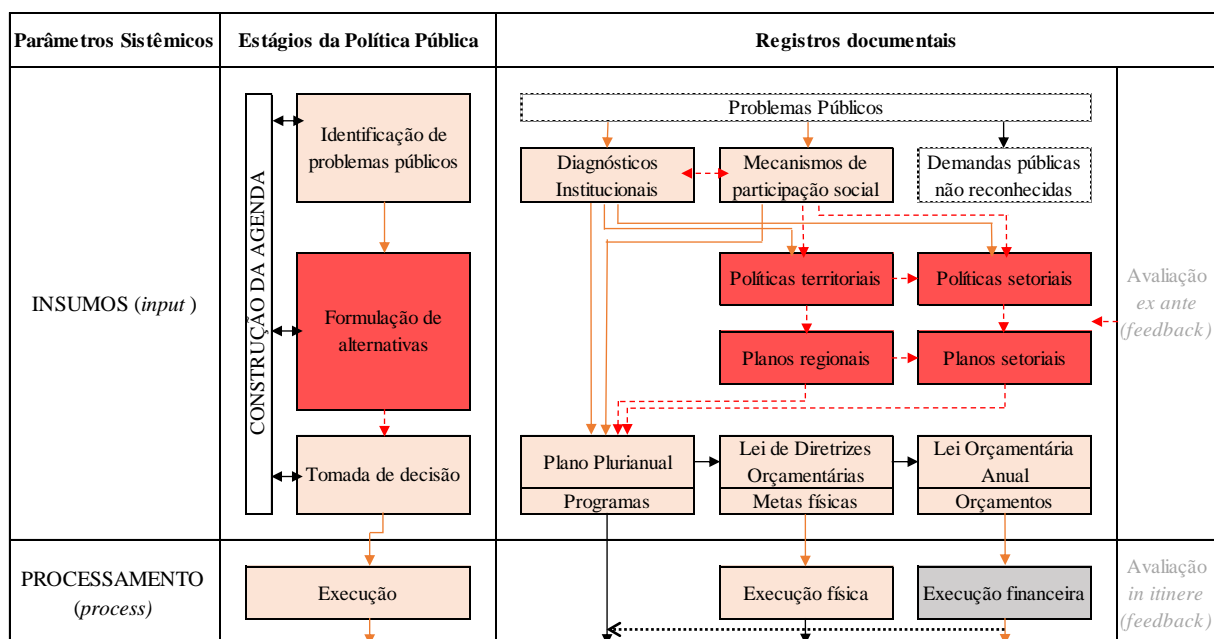 Parâmetros Sistêmicos
Estágios da Política Pública
Registros documentais
INSUMOS (input )
CONSTRUÇÃO DA AGENDA
Identificação de
problemas públicos
Formulação de
alternativas
Tomada de decisão
Problemas Públicos
Diagnósticos
Institucionais
Mecanismos de
participação social
Demandas públicas
não reconhecidas
Políticas territoriais
Políticas setoriais
Planos regionais
Planos setoriais
Plano Plurianual
Programas
Lei de Diretrizes
Orçamentárias
Metas físicas
Lei Orçamentária
Anual
Orçamentos
Avaliação
ex ante
(feedback)
PROCESSAMENTO
(process)
Execução
Execução física
Execução financeira
Avaliação
in itinere
(feedback)